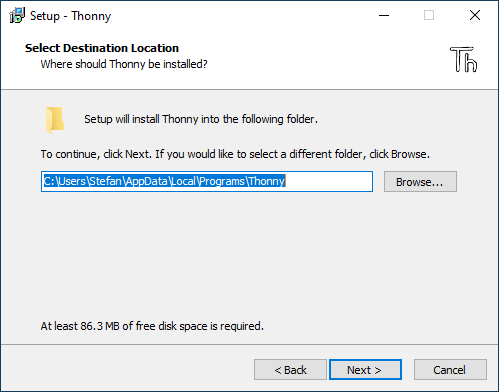 Setup - Thonny
Select Destination Location
Where should Thonny be installed?
Th
Setup will install Thonny into the following folder.
To continue, click Next. If you would like to select a different folder, click Browse.
C:\Users\Stefan\AppData\Local\Programs\Thonny
Browse...
At least 86.3 MB of free disk space is required.
< Back
Next >
Cancel